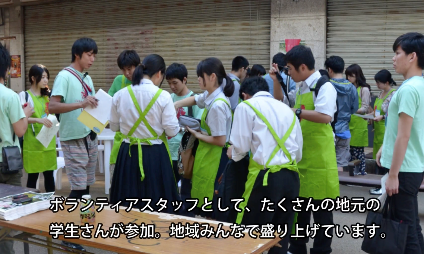 ボランティアスタッフとして、たくさんの地元の
学生さんが参加。地域みんなで盛り上げています。